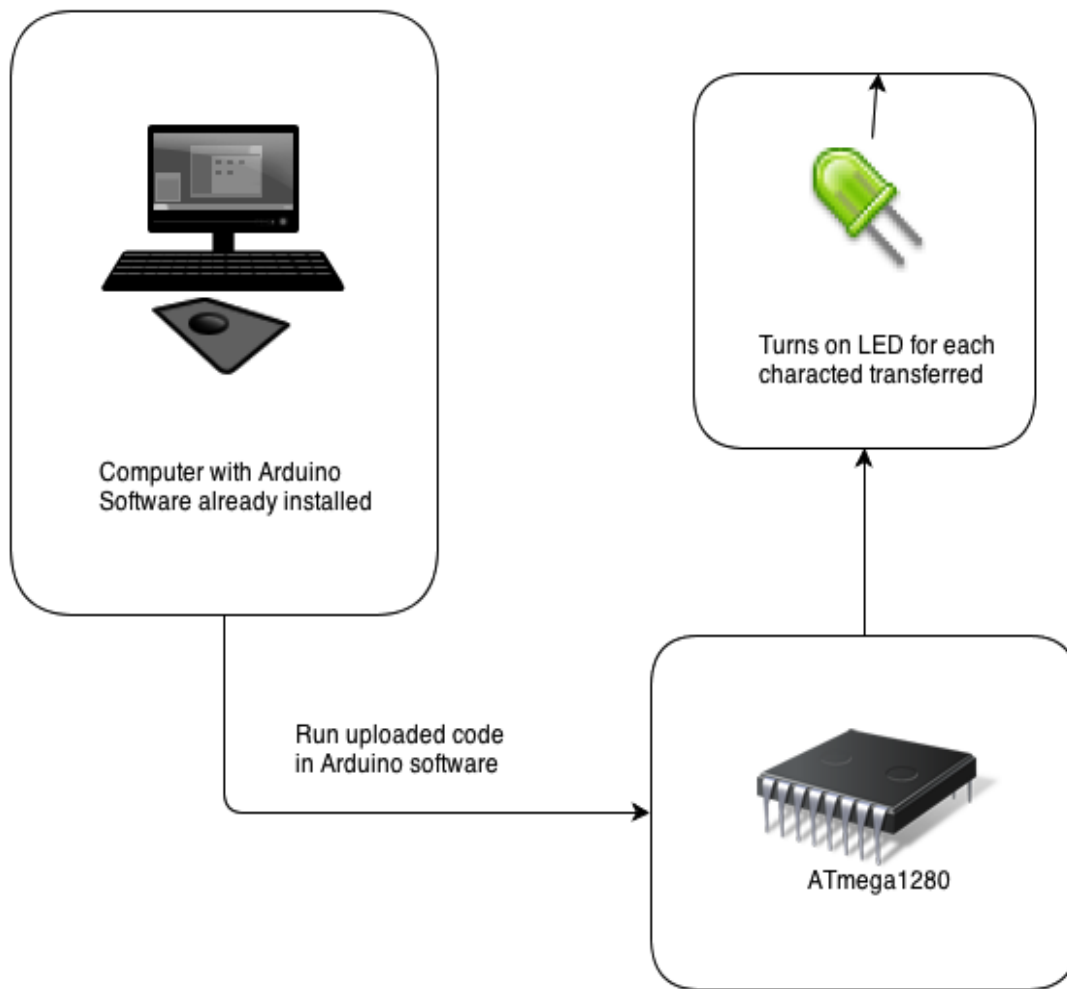 Computer with Arduino
Software already installed
Run uploaded code
in Arduino software
Turns on LED for each
characted transferred
ATmega1280